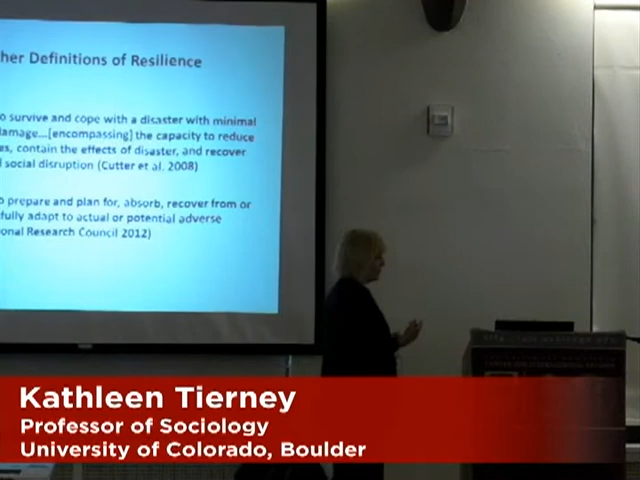 her Definitions of Resilience
o survive and cope with a disaster with minimal
amage...[encompassing] the capacity to reduce
es, contain the effects of disaster, and recover
social disruption (Cutter et al. 2008)
o prepare and plan for, absorb, recover from or
fully adapt to actual or potential adverse
onal Research Council 2012)
Kathleen Tierney
Professor of Sociology
University of Colorado, Boulder